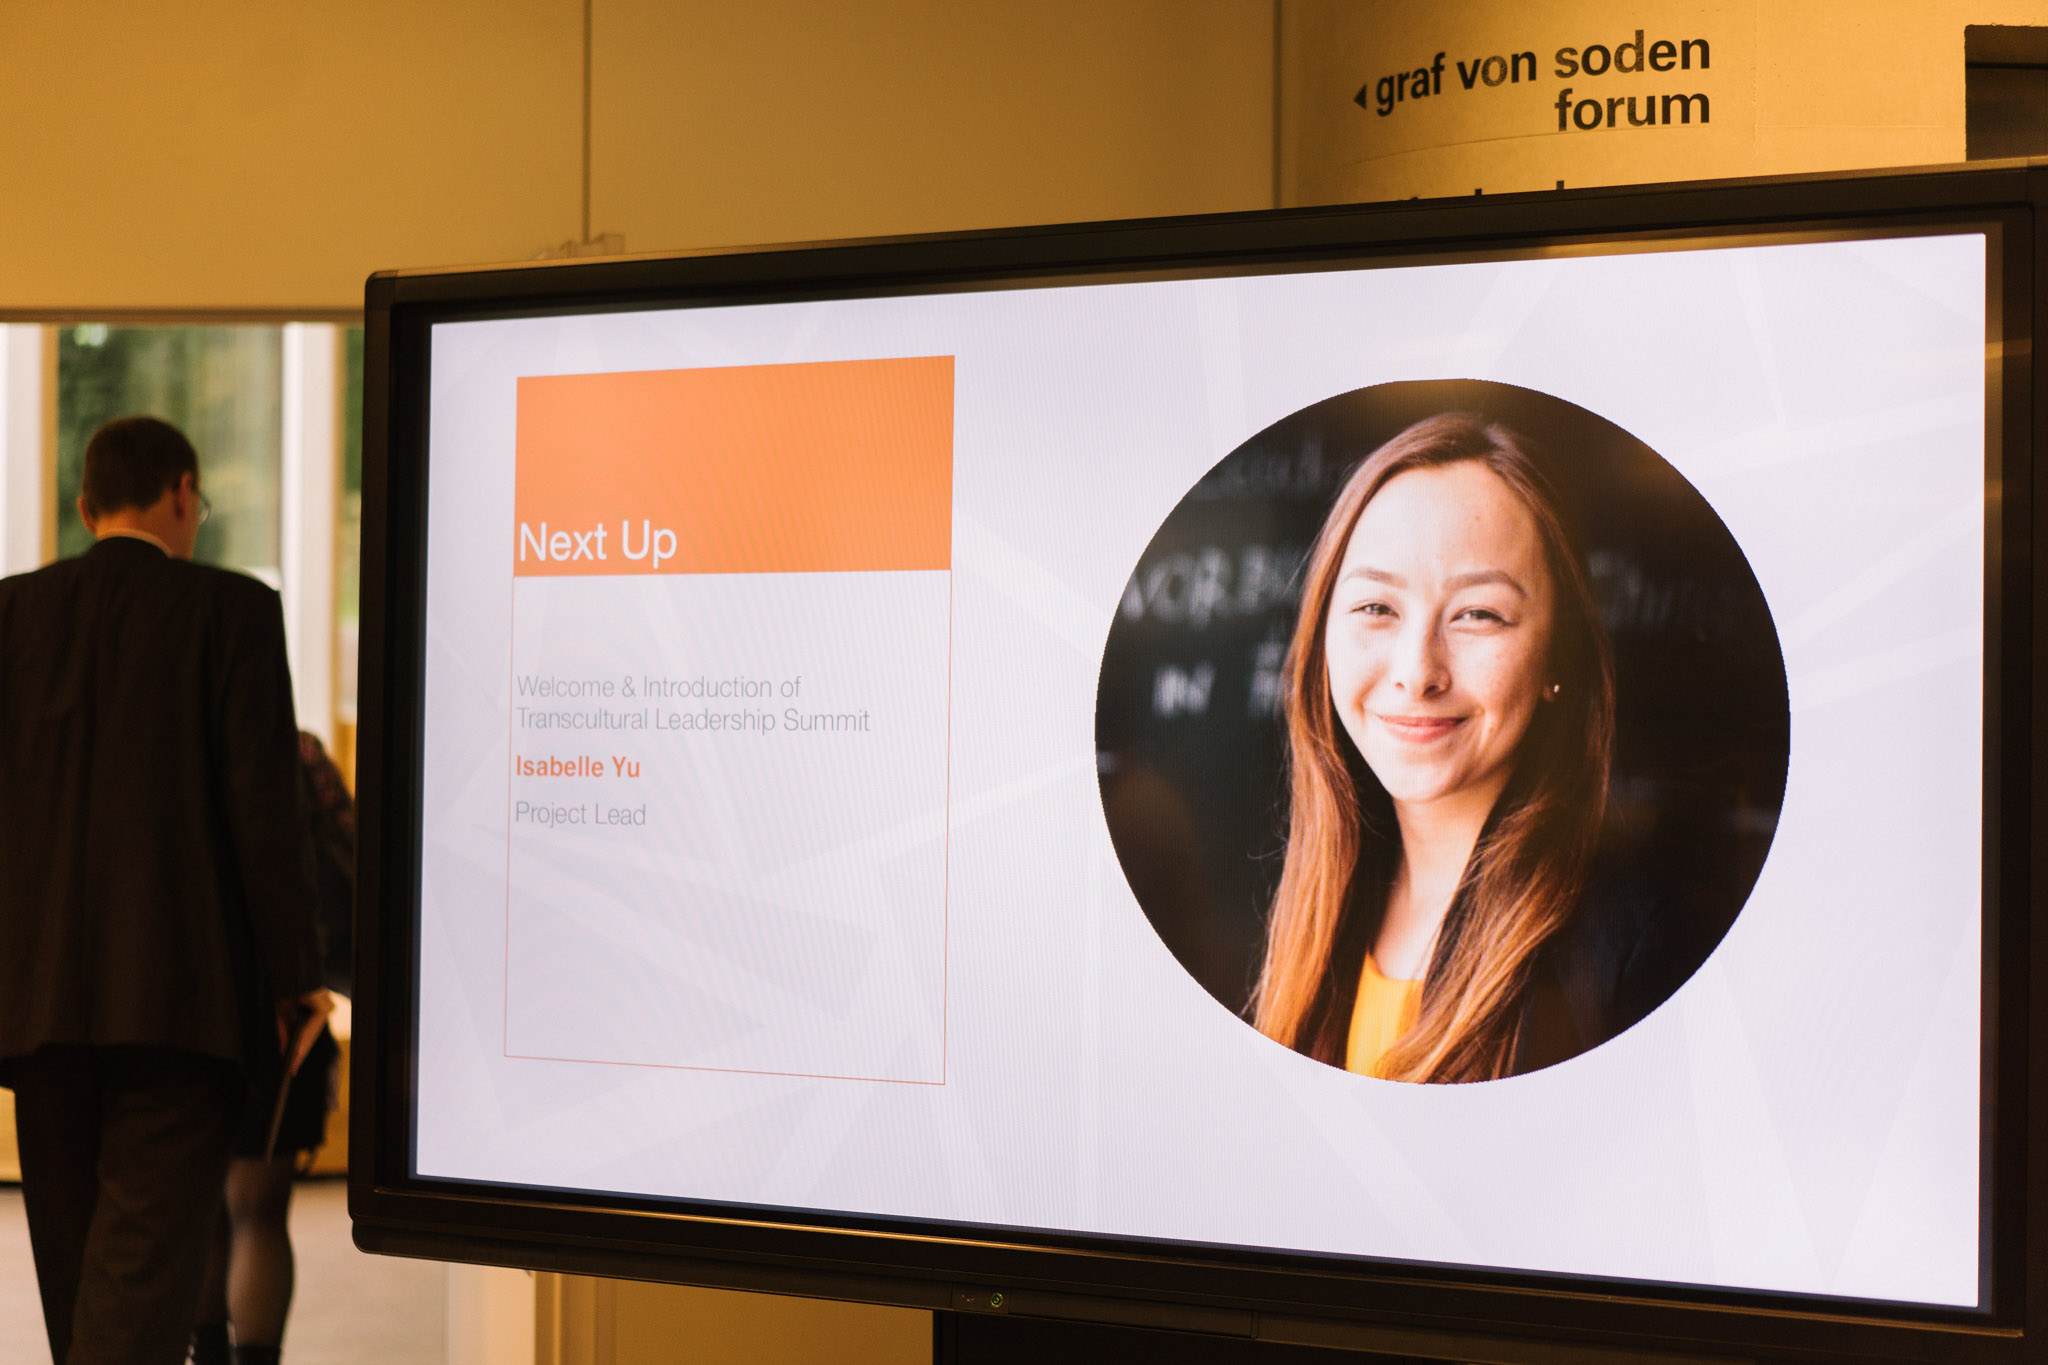 graf von soden
forum
Next Up
Welcome & Introduction of
Transcultural Leadership Summit
Isabelle Yu
Project Lead